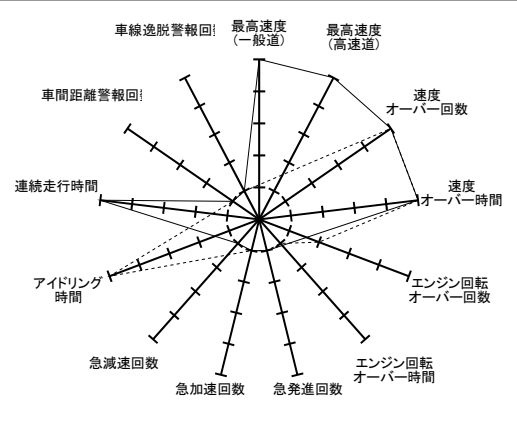 車線逸脱警報回
最高速度
(一般道)
最高速度
(高速道)
車間距離警報回
速度
オーバー回数
連続走行時間
速度
オーバー時間
アイドリング
時間
エンジン回転
オーバー回数
急減速回数
エンジン回転
オーバー時間
急加速回数
急発進回数